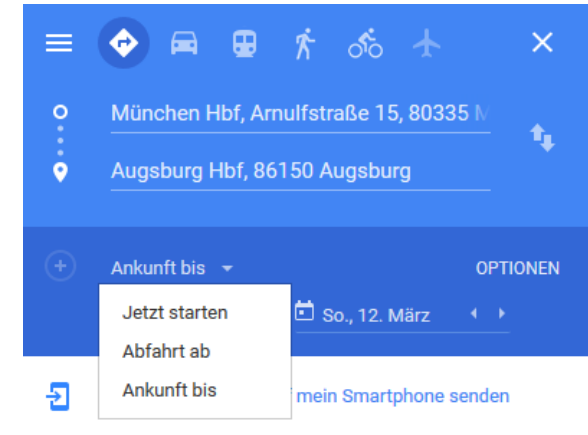 München Hbf, Arnulfstraße 15, 80335
Augsburg Hbf, 86150 Augsburg
Ankunft bis OPTIONEN
Jetzt starten So., 12. März
Abfahrt ab
Ankunft bis mein Smartphone senden